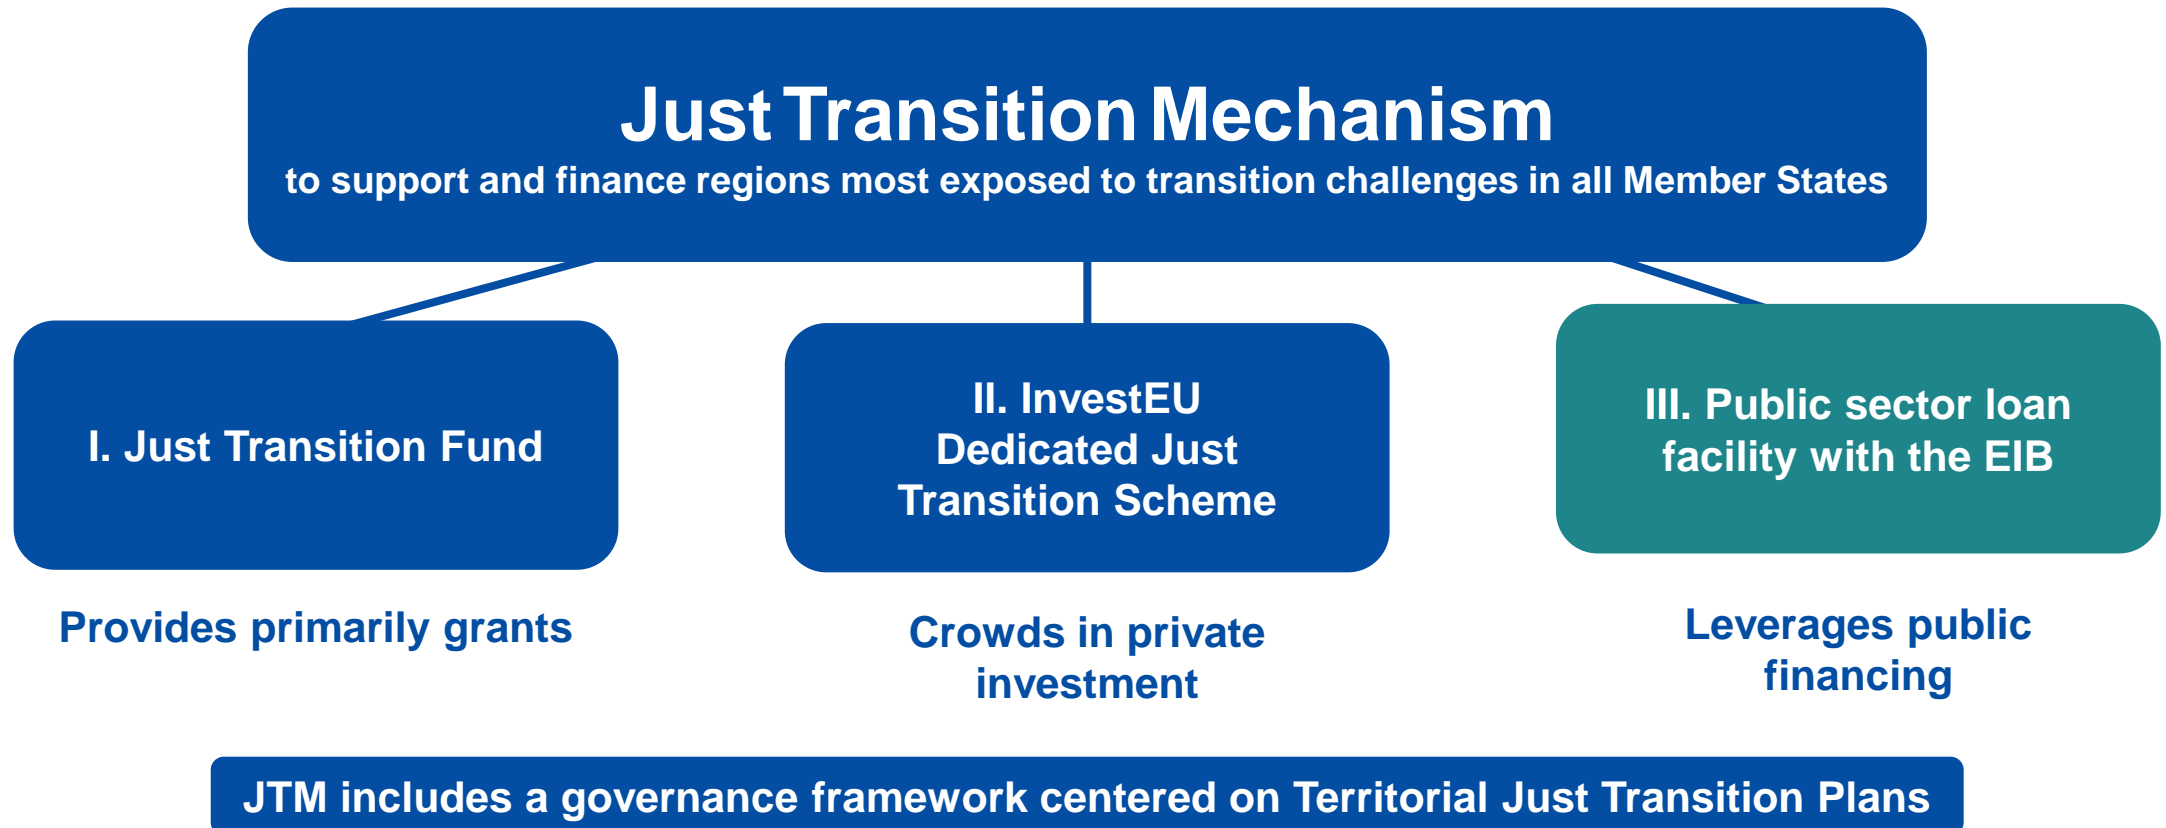 Just Transition Mechanism
to support and finance regions most exposed to transition challenges in all Member States
I. Just Transition Fund
Provides primarily grants
II. InvestEU
Dedicated Just
Transition Scheme
Crowds in private
investment
III. Public sector loan
facility with the EIB
Leverages public
financing
JTM includes a governance framework centered on Territorial Just Transition Plans